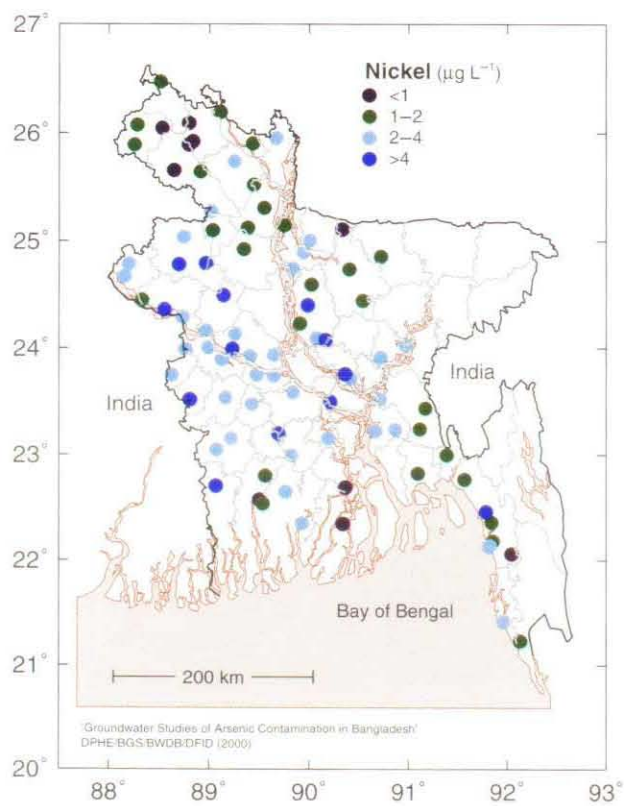 27°
26°
25°
24°
23°
22°
21°
20°
Nickel (µg L⁻¹)
<1
1–2
2–4
>4
India
India
Bay of Bengal
200 km
'Groundwater Studies of Arsenic Contamination in Bangladesh'
DPHE/BGS/BWDB/DFID (2000)
88° 89° 90° 91° 92° 93°